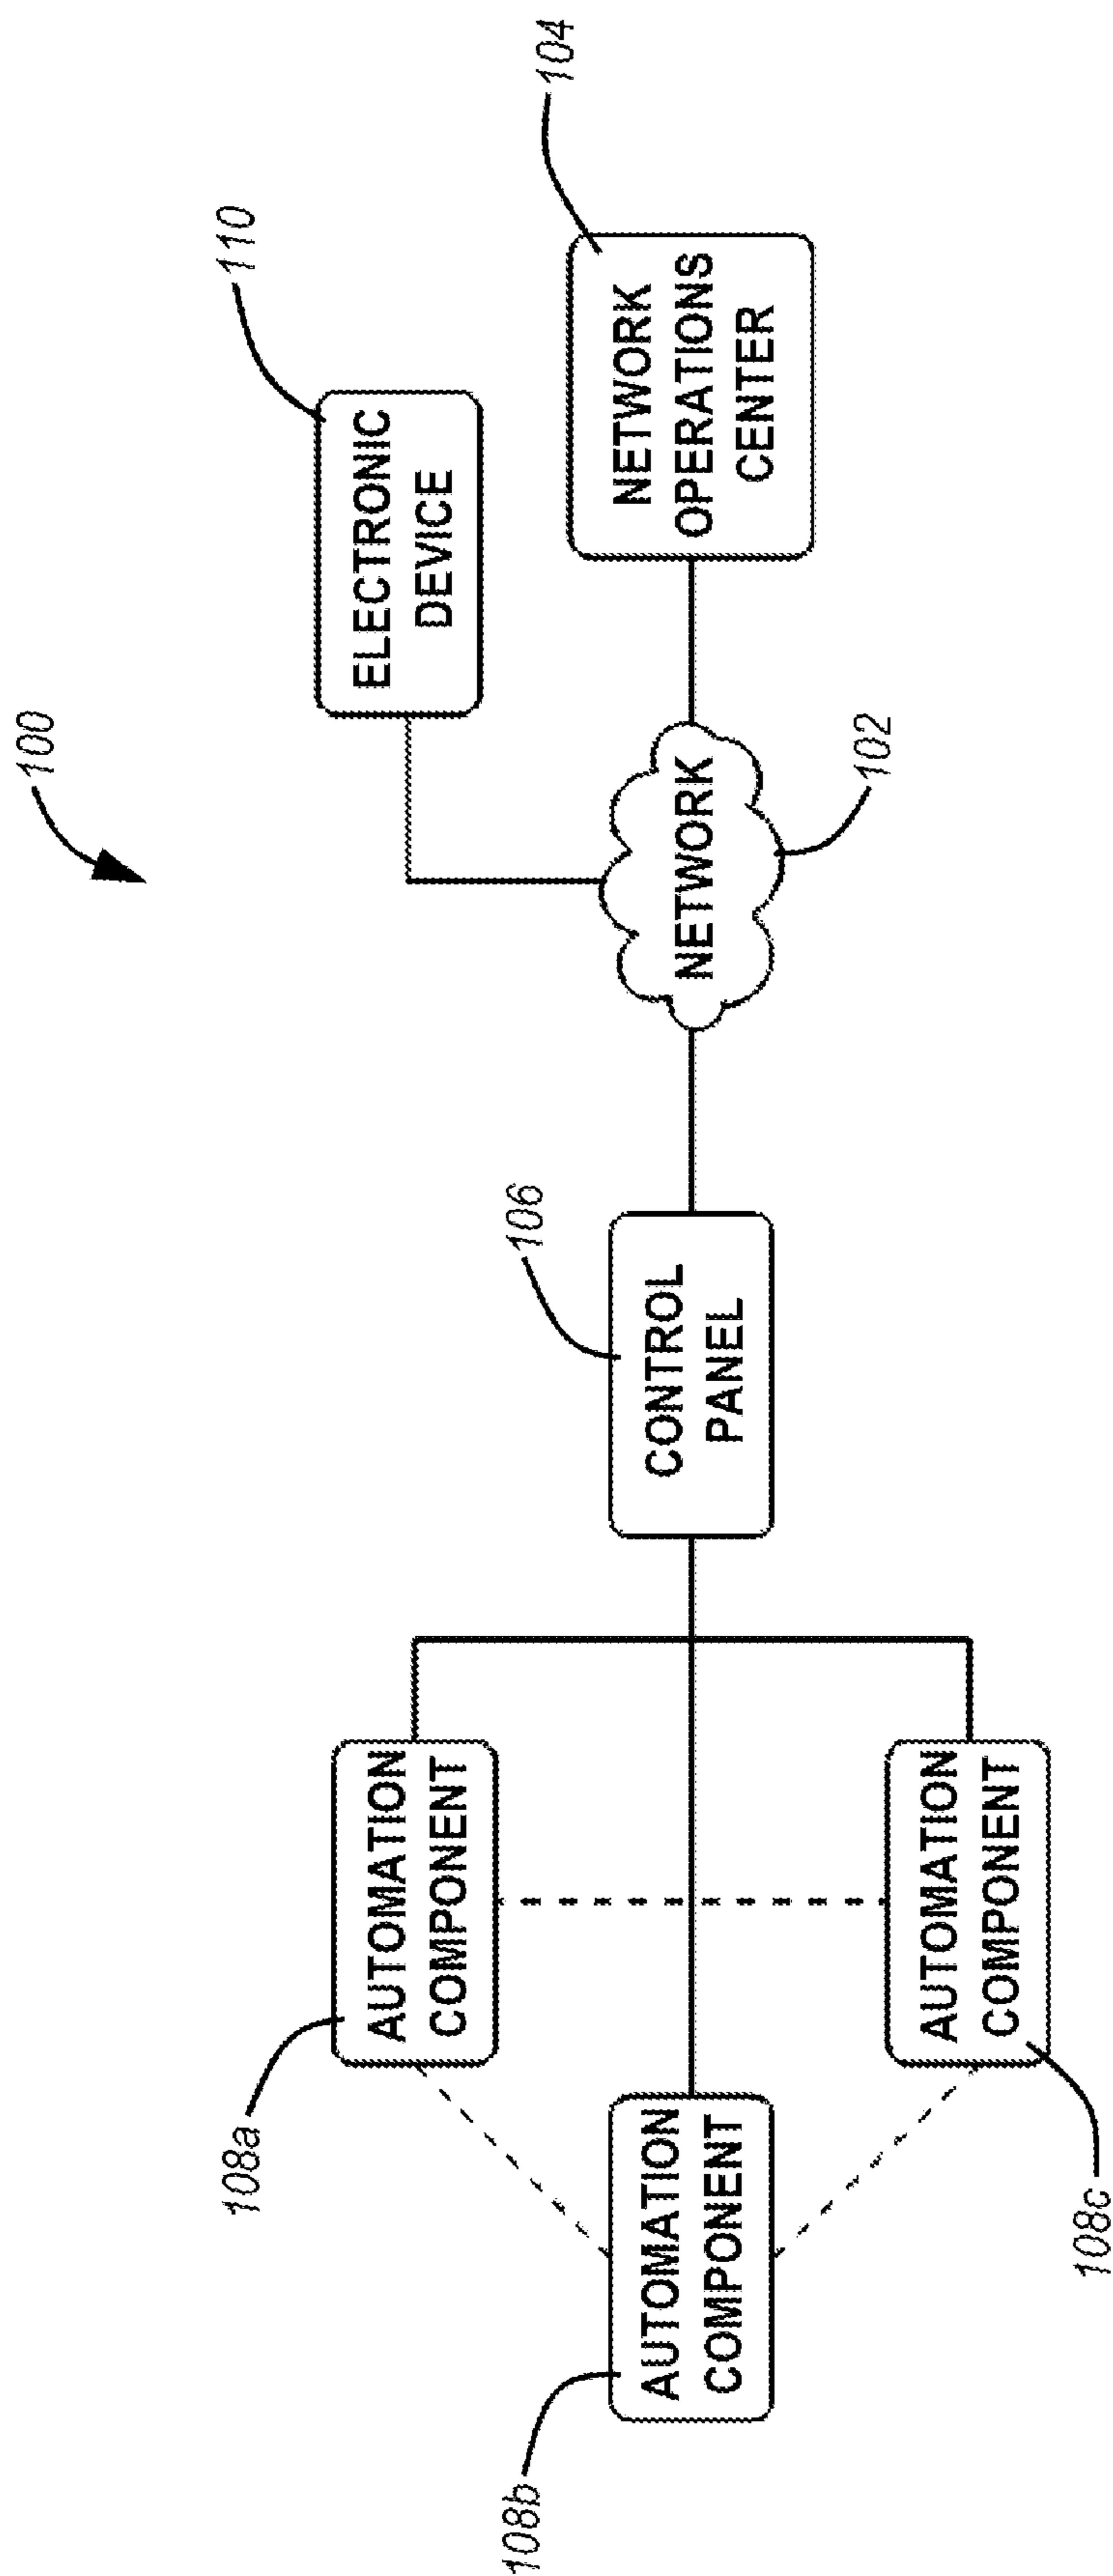 100
110
ELECTRONIC
DEVICE
104
NETWORK
OPERATIONS
CENTER
NETWORK
102
106
CONTROL
PANEL
108a
AUTOMATION
COMPONENT
108b
AUTOMATION
COMPONENT
108c
AUTOMATION
COMPONENT